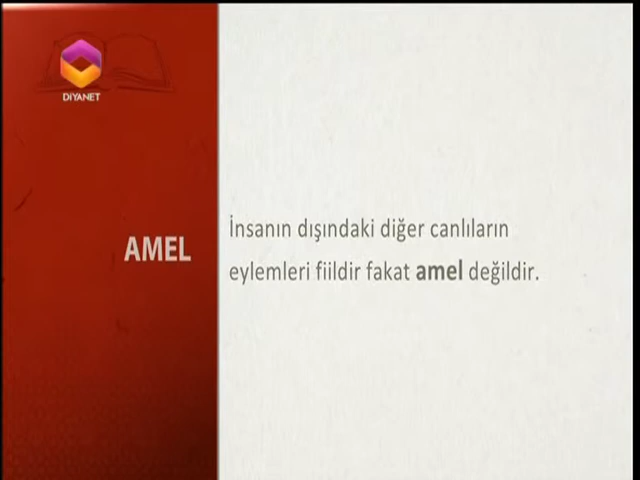 DİYANET
AMEL
İnsanın dışındaki diğer canlıların
eylemleri fiildir fakat amel değildir.